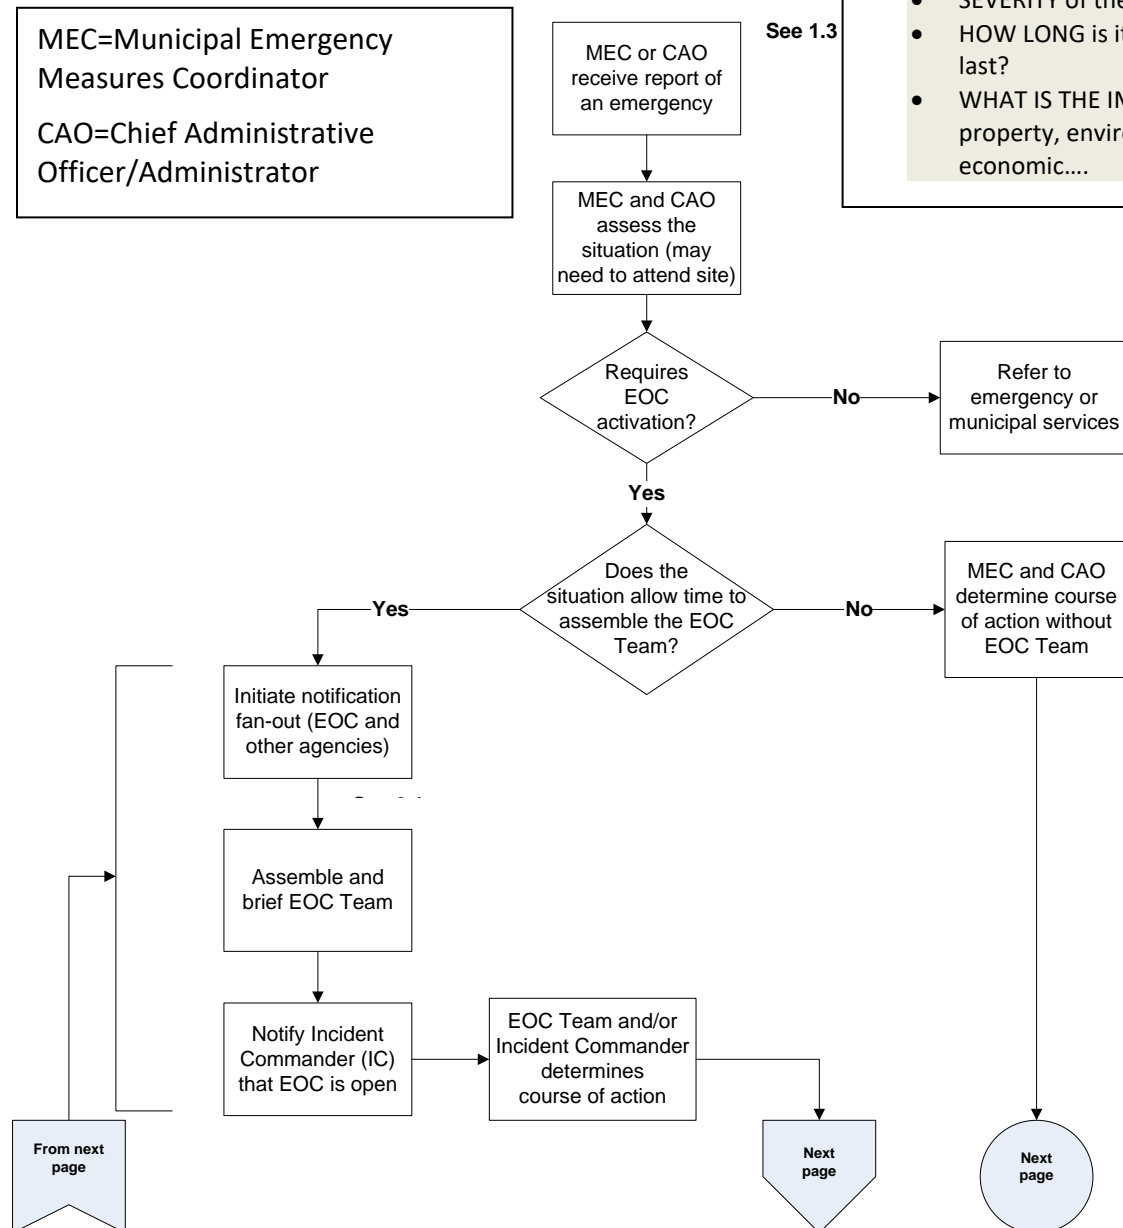 MEC=Municipal Emergency
Measures Coordinator
CAO=Chief Administrative
Officer/Administrator
MEC or CAO
receive report of
an emergency
See 1.3
SEVERITY of the
• HOW LONG is it
last?
• WHAT IS THE
property,
economic....
MEC and CAO
assess the
situation (may
need to attend site)
Requires
EOC
activation?
No
Refer to
emergency or
municipal services
Yes
Does the
situation allow time to
assemble the EOC
Team?
Yes
No
MEC and CAO
determine course
of action without
EOC Team
Initiate notification
fan-out (EOC and
other agencies)
Assemble and
brief EOC Team
Notify Incident
Commander (IC)
that EOC is open
EOC Team and/or
Incident Commander
determines
course of action
From next
page
Next
page
Next
page